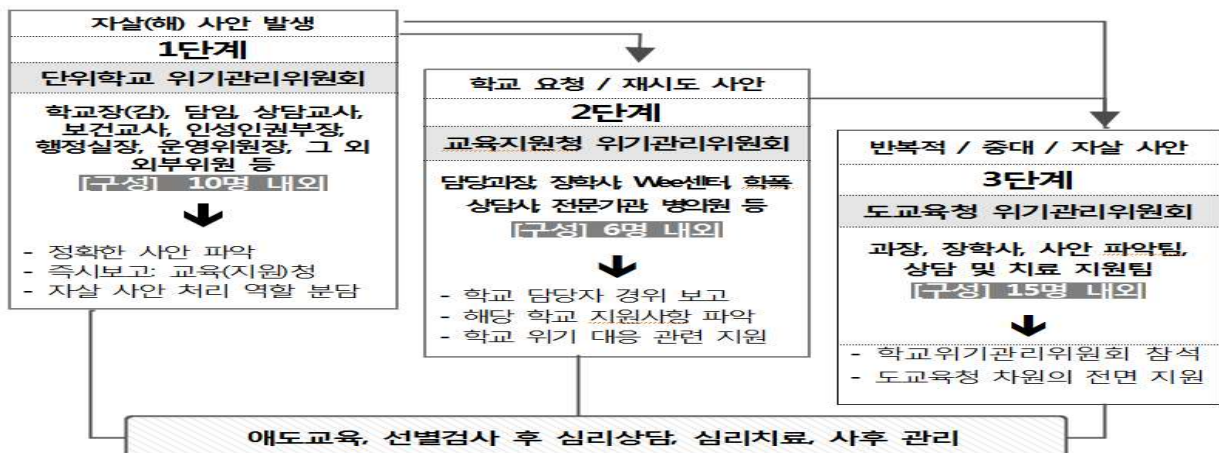 자살(해) 사안 발생
1단계
단위학교 위기관리위원회
학교장(감), 담임, 상담교사,
보건교사, 인성인권부장,
행정실장, 운영위원장, 그 외
외부위원 등
[구성] 10명 내외
- 정확한 사안 파악
- 즉시보고: 교육(지원)청
- 자살 사안 처리 역할 분담
학교 요청 / 재시도 사안
2단계
교육지원청 위기관리위원회
담당과장, 장학사, Wee센터, 학폭
상담사, 전문기관, 병의원 등
[구성] 6명 내외
- 학교 담당자 경위 보고
- 해당 학교 지원사항 파악
- 학교 위기 대응 관련 지원
반복적 / 중대 / 자살 사안
3단계
도교육청 위기관리위원회
과장, 장학사, 사안 파악팀,
상담 및 치료 지원팀
[구성] 15명 내외
- 학교위기관리위원회 참석
- 도교육청 차원의 전면 지원
애도교육, 선별검사 후 심리상담, 심리치료, 사후 관리